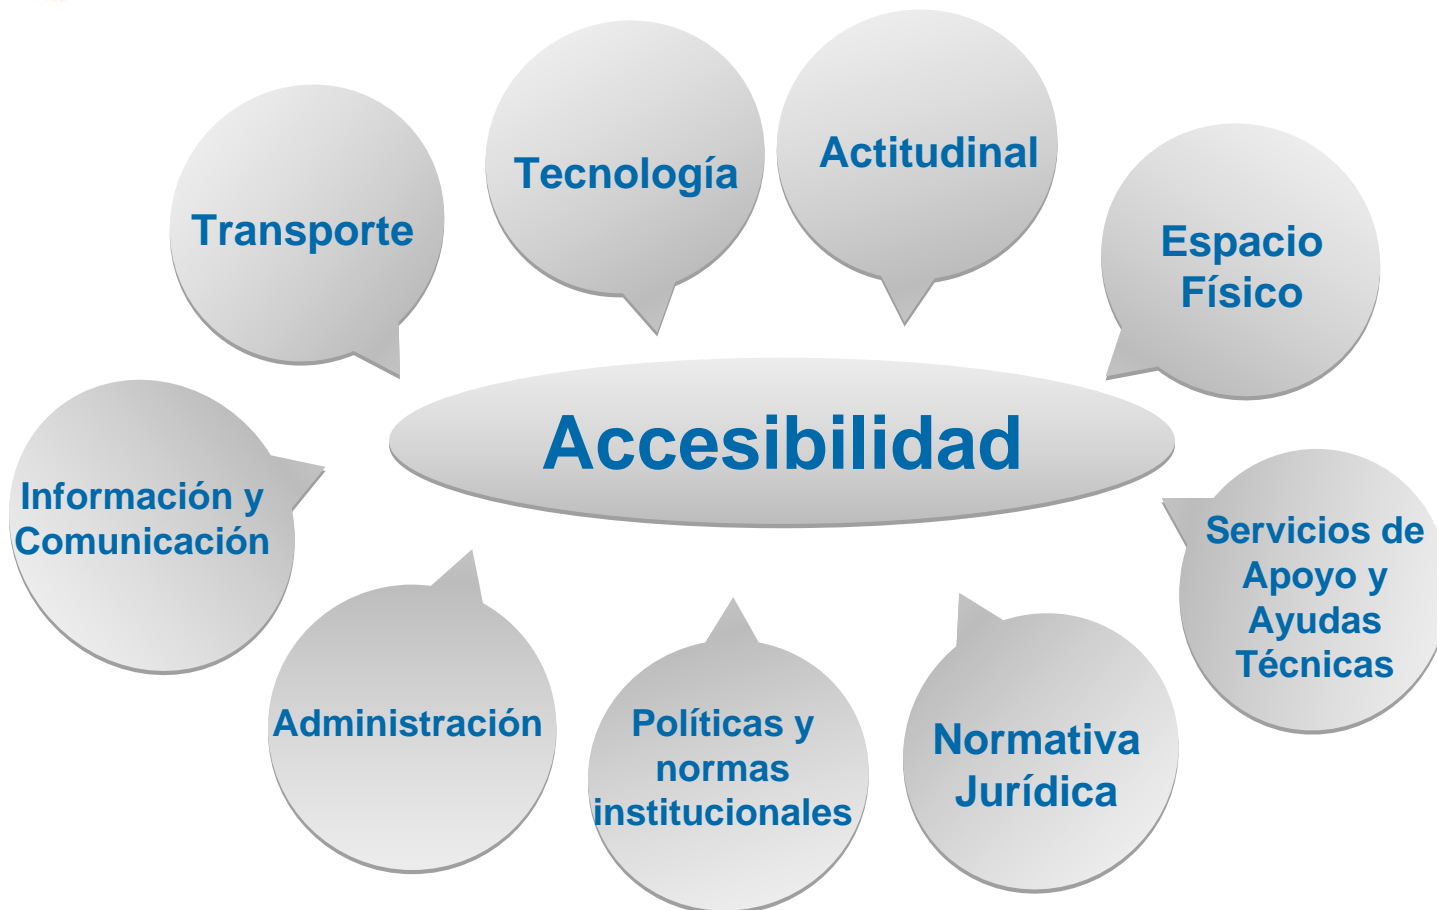 Actitudinal
Tecnología
Transporte
Espacio
Físico
Accesibilidad
Información y
Comunicación
Servicios de
Apoyo y
Ayudas
Técnicas
Administración
Políticas y
normas
institucionales
Normativa
Jurídica